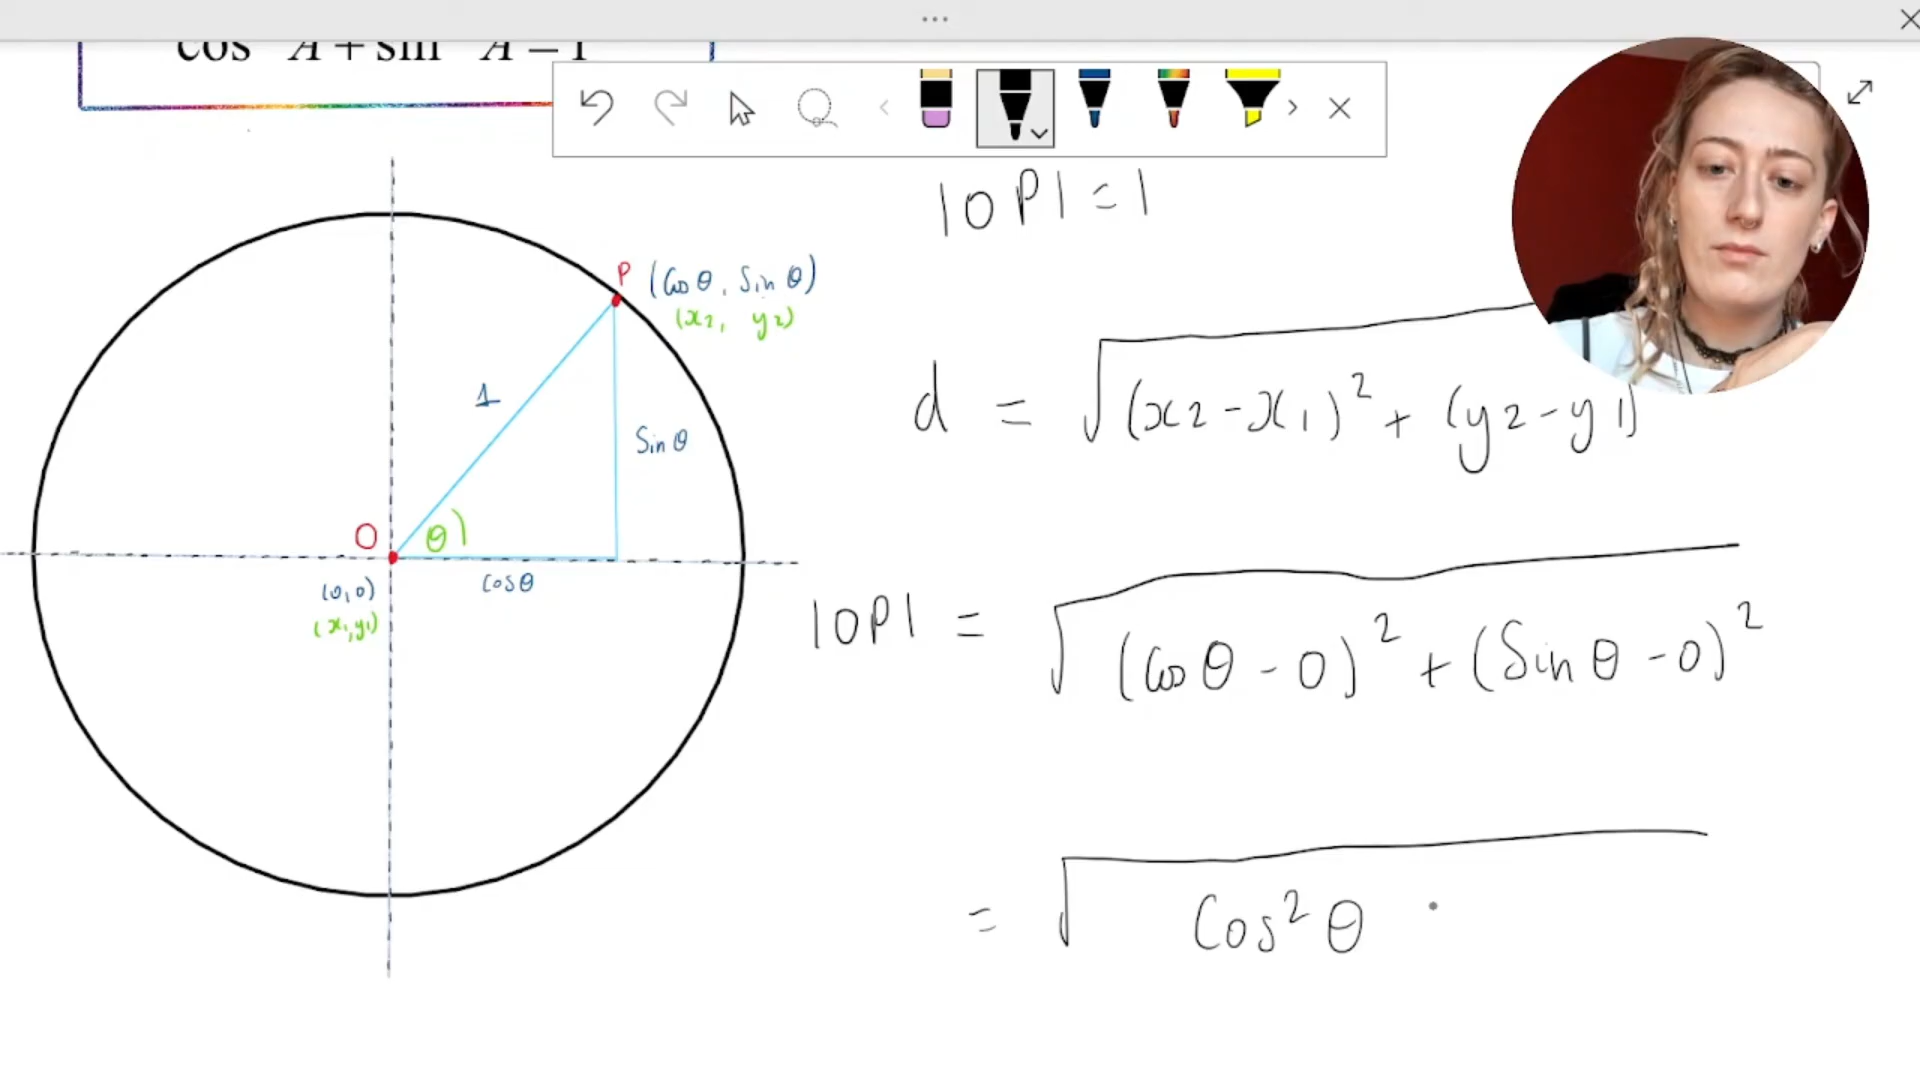 cos A + sin A = 1
|OP| = 1
P (Cos θ, Sin θ)
(x2, y2)
1
d = √(x2 - x1)² + (y2 - y1)
Sin θ
O θ
Cos θ
(0,0)
(x1, y1)
|OP| = √(Cos θ - 0)² + (Sin θ - 0)²
= √Cos² θ